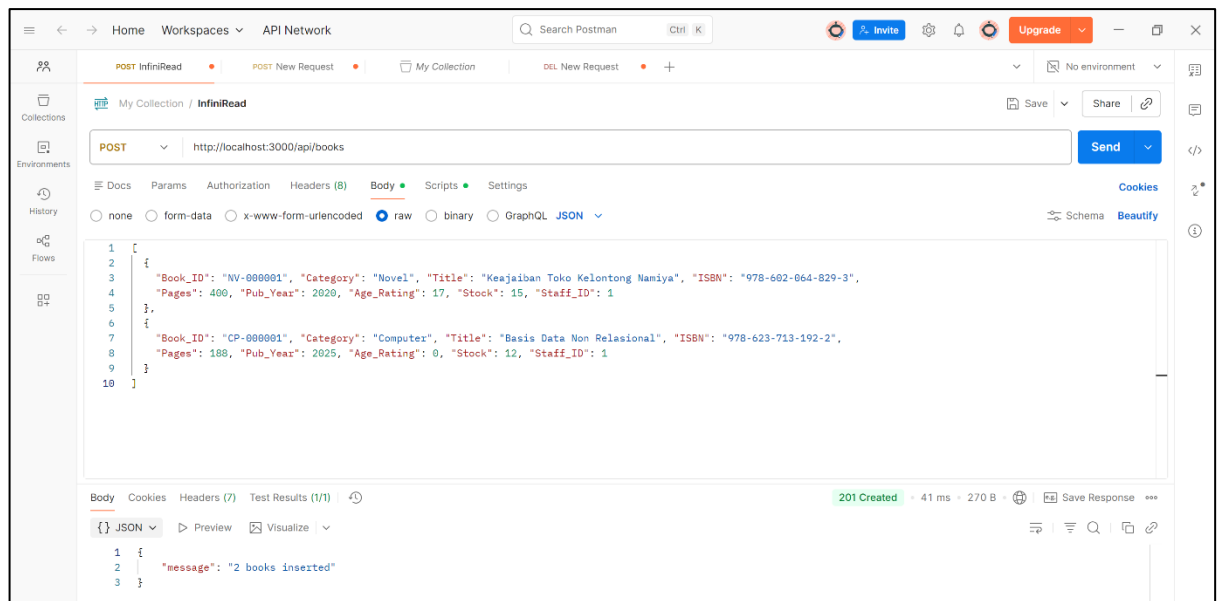 Home Workspaces API Network Search Postman Ctrl K Invite Upgrade
POST InfiniRead POST New Request My Collection DEL New Request + No environment
HTTP My Collection / InfiniRead Save Share
Collections
Environments
History
Flows
POST http://localhost:3000/api/books Send
Docs Params Authorization Headers (8) Body Scripts Settings Cookies
none form-data x-www-form-urlencoded raw binary GraphQL JSON Schema Beautify
1 [
2 {
3 "Book_ID": "NV-000001", "Category": "Novel", "Title": "Keajaiban Toko Kelontong Namiya", "ISBN": "978-602-064-829-3",
4 "Pages": 400, "Pub_Year": 2020, "Age_Rating": 17, "Stock": 15, "Staff_ID": 1
5 },
6 {
7 "Book_ID": "CP-000001", "Category": "Computer", "Title": "Basis Data Non Relasional", "ISBN": "978-623-713-192-2",
8 "Pages": 188, "Pub_Year": 2025, "Age_Rating": 0, "Stock": 12, "Staff_ID": 1
9 }
10 ]
Body Cookies Headers (7) Test Results (1/1) 201 Created 41 ms 270 B e.g. Save Response
{} JSON Preview Visualize
1 {
2 "message": "2 books inserted"
3 }